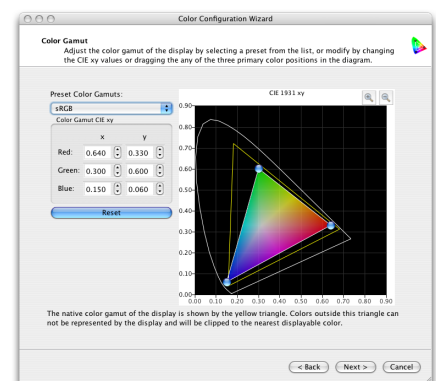 Color Configuration Wizard
Color Gamut
Adjust the color gamut of the display by selecting a preset from the list, or modify by changing
the CIE xy values or dragging the any of the three primary color positions in the diagram.
Preset Color Gamuts:
sRGB
Color Gamut CIE xy
x y
Red: 0.640 0.330
Green: 0.300 0.600
Blue: 0.150 0.060
Reset
CIE 1931 xy
0.90
0.80
0.70
0.60
0.50
0.40
0.30
0.20
0.10
0.00
0.00 0.10 0.20 0.30 0.40 0.50 0.60 0.70 0.80 0.90
The native color gamut of the display is shown by the yellow triangle. Colors outside this triangle can
not be represented by the display and will be clipped to the nearest displayable color.
< Back Next > Cancel